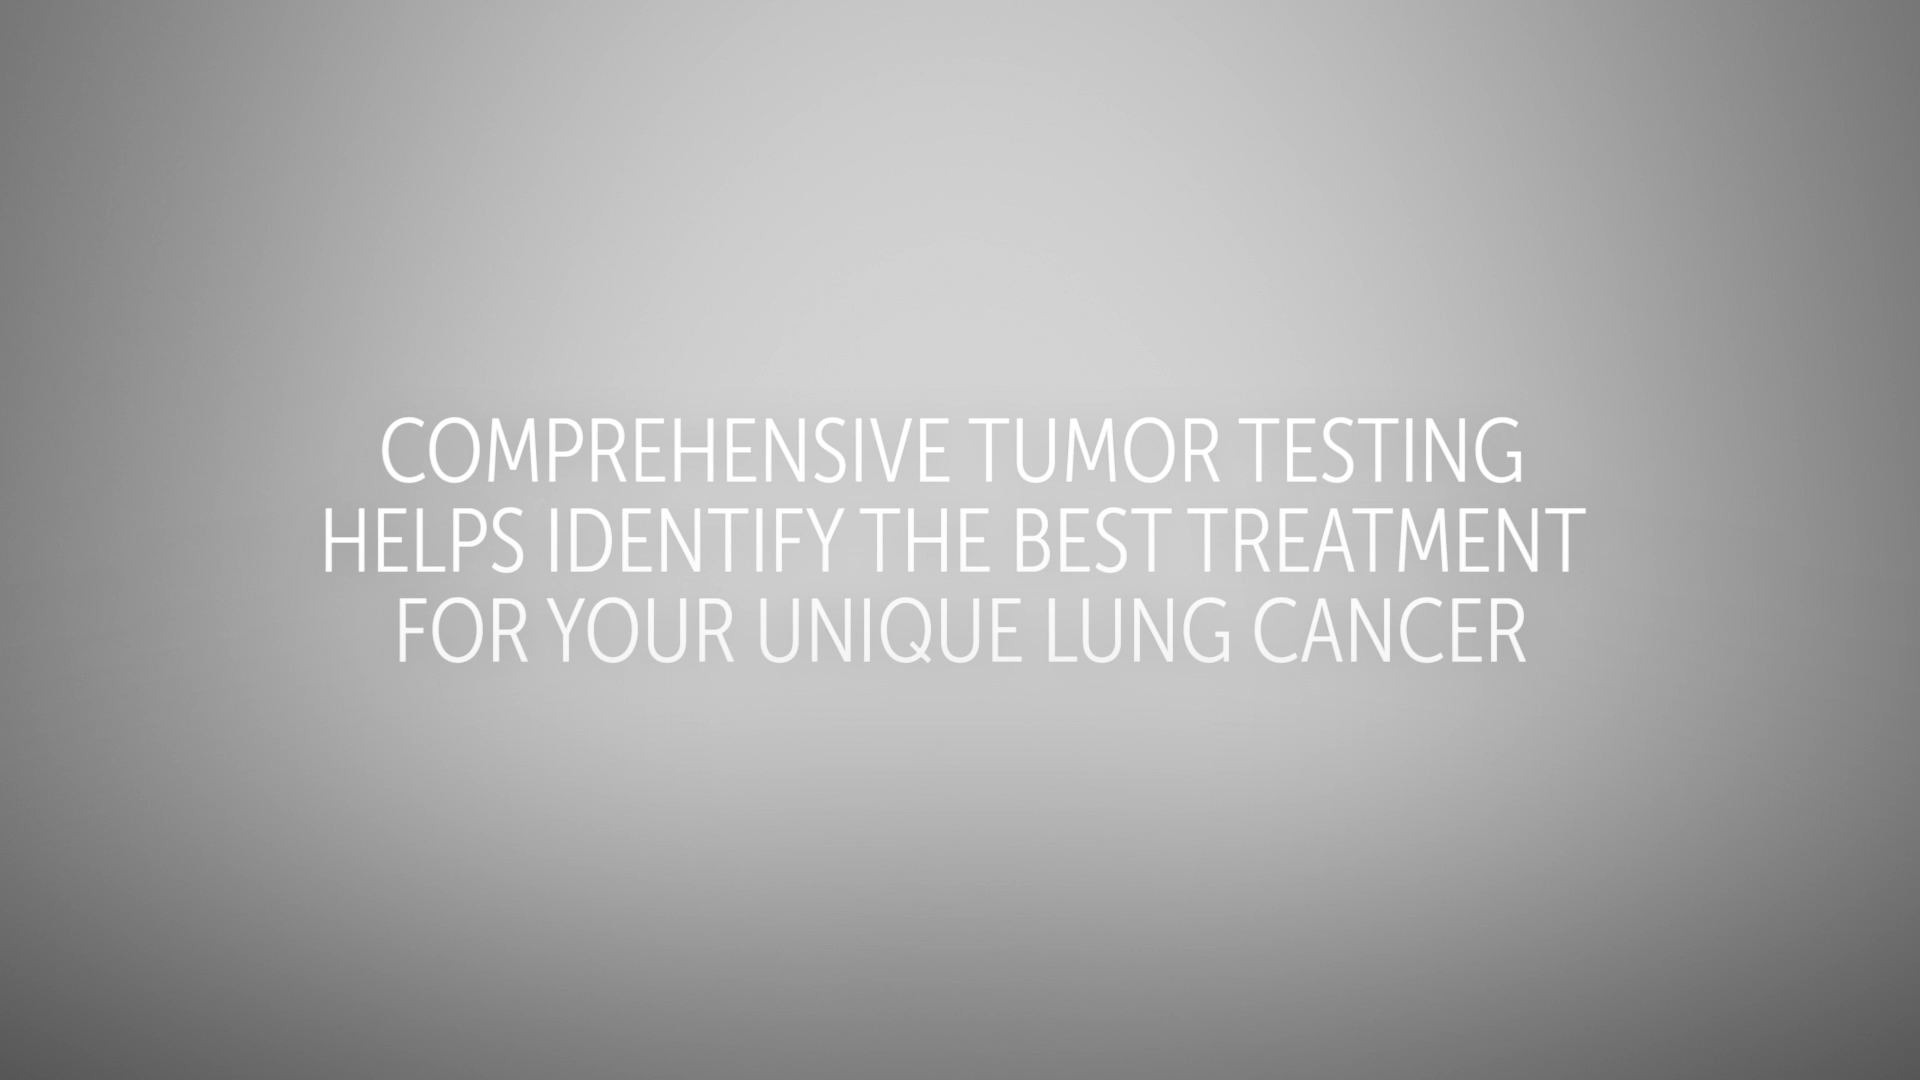 COMPREHENSIVE TUMOR TESTING
HELPS IDENTIFY THE BEST TREATMENT
FOR YOUR UNIQUE LUNG CANCER